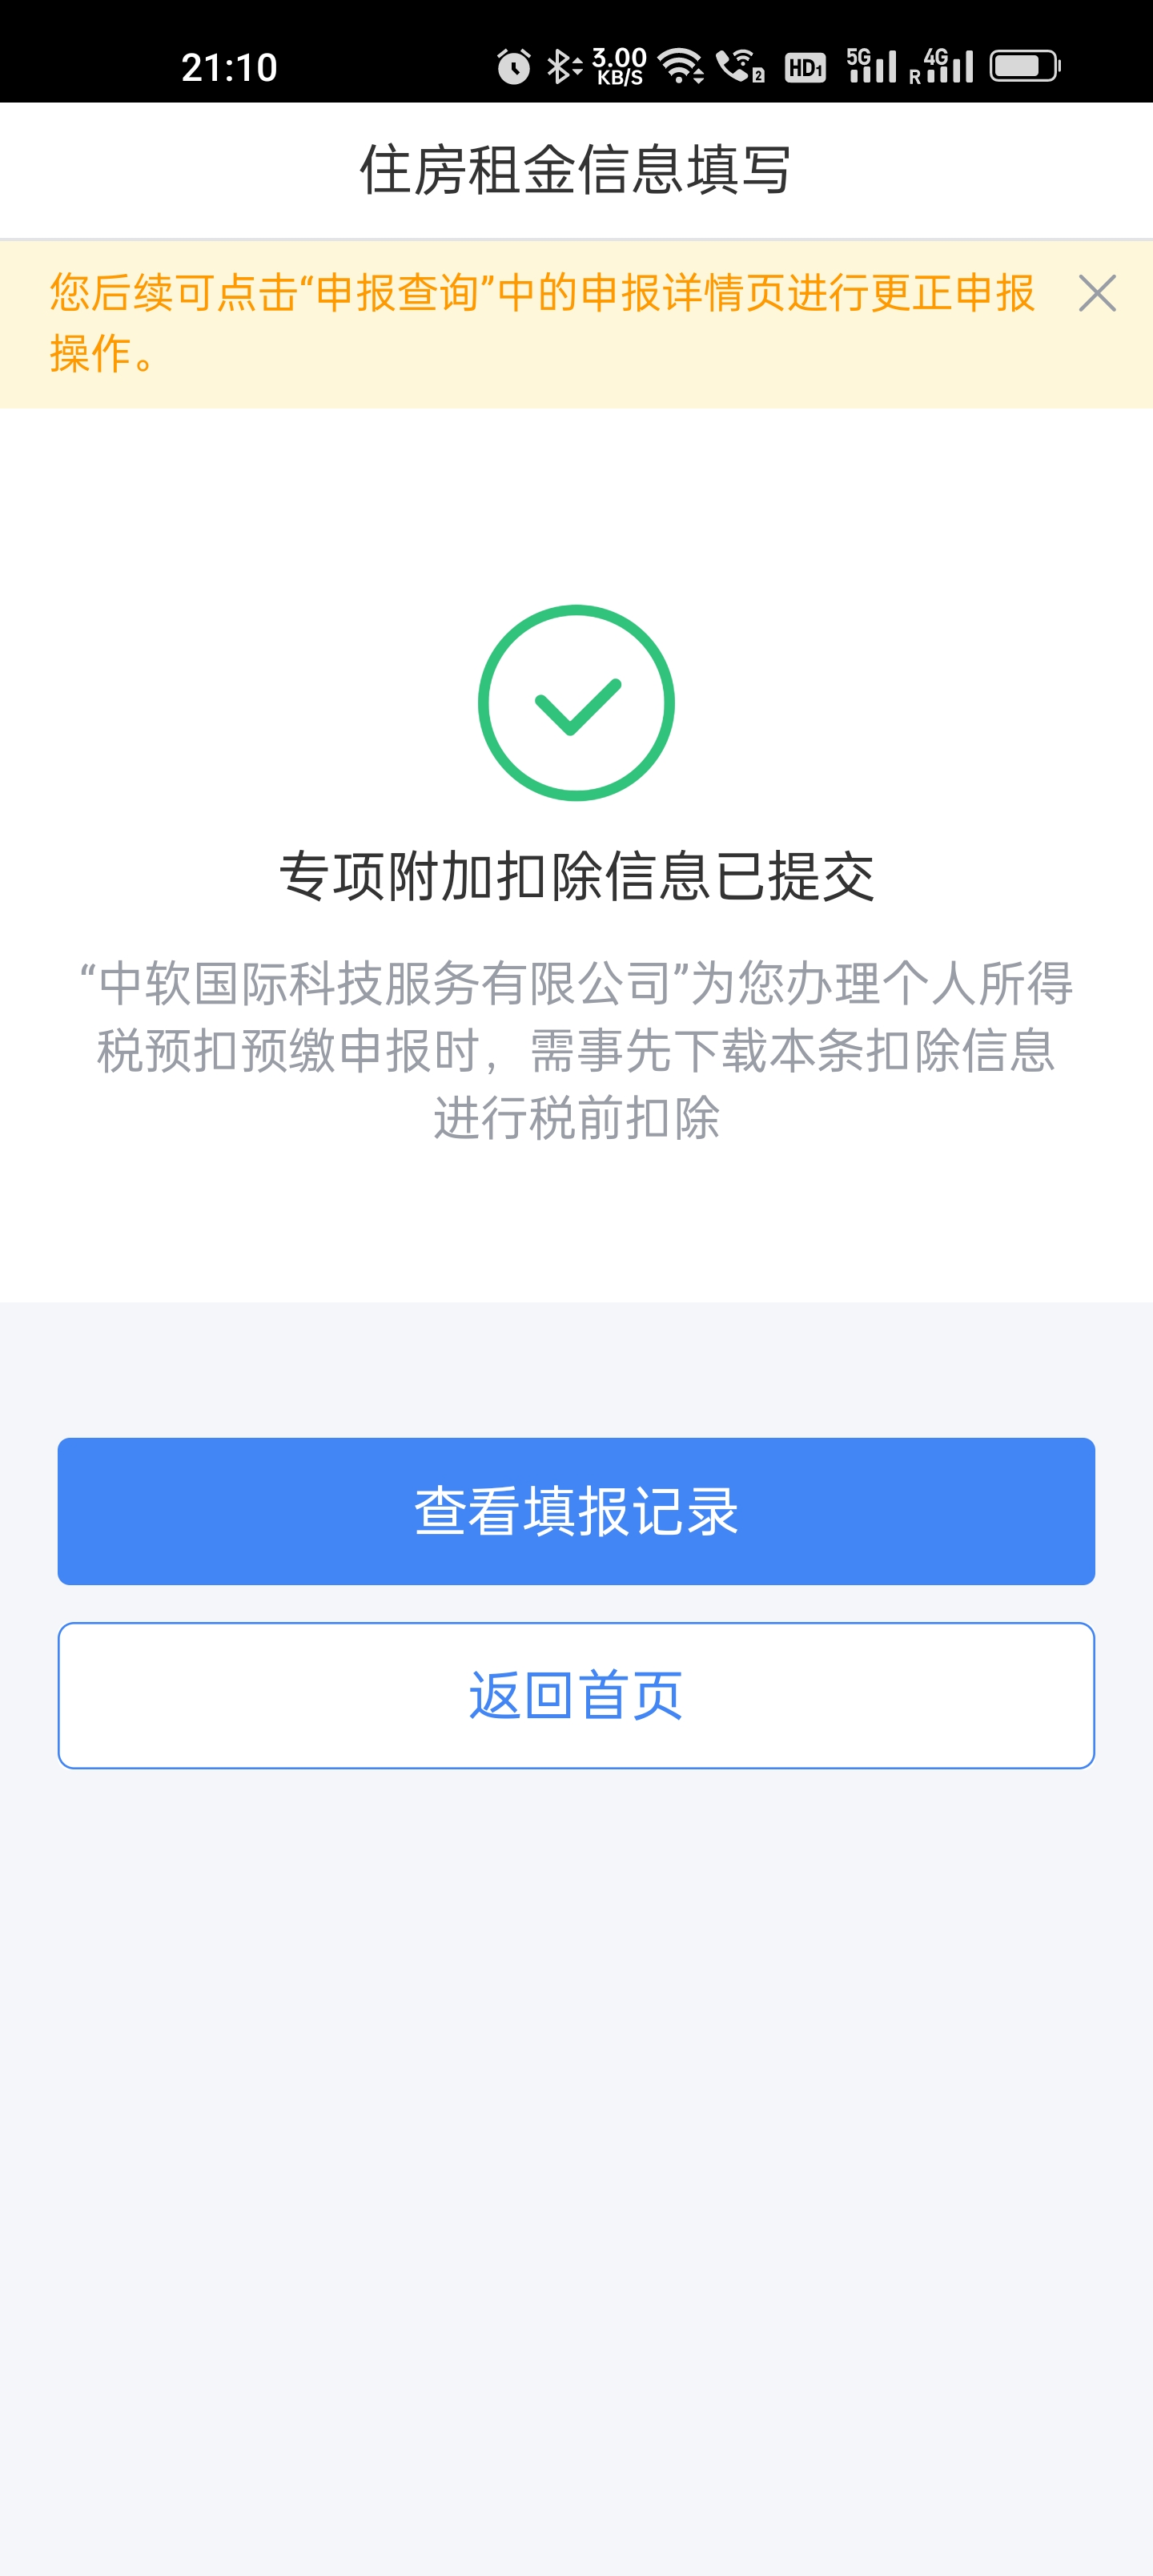 21:10
3.00
KB/S
2
HD1
5G
R 4G
住房租金信息填写
您后续可点击“申报查询”中的申报详情页进行更正申报
操作。
专项附加扣除信息已提交
“中软国际科技服务有限公司”为您办理个人所得
税预扣预缴申报时，需事先下载本条扣除信息
进行税前扣除
查看填报记录
返回首页